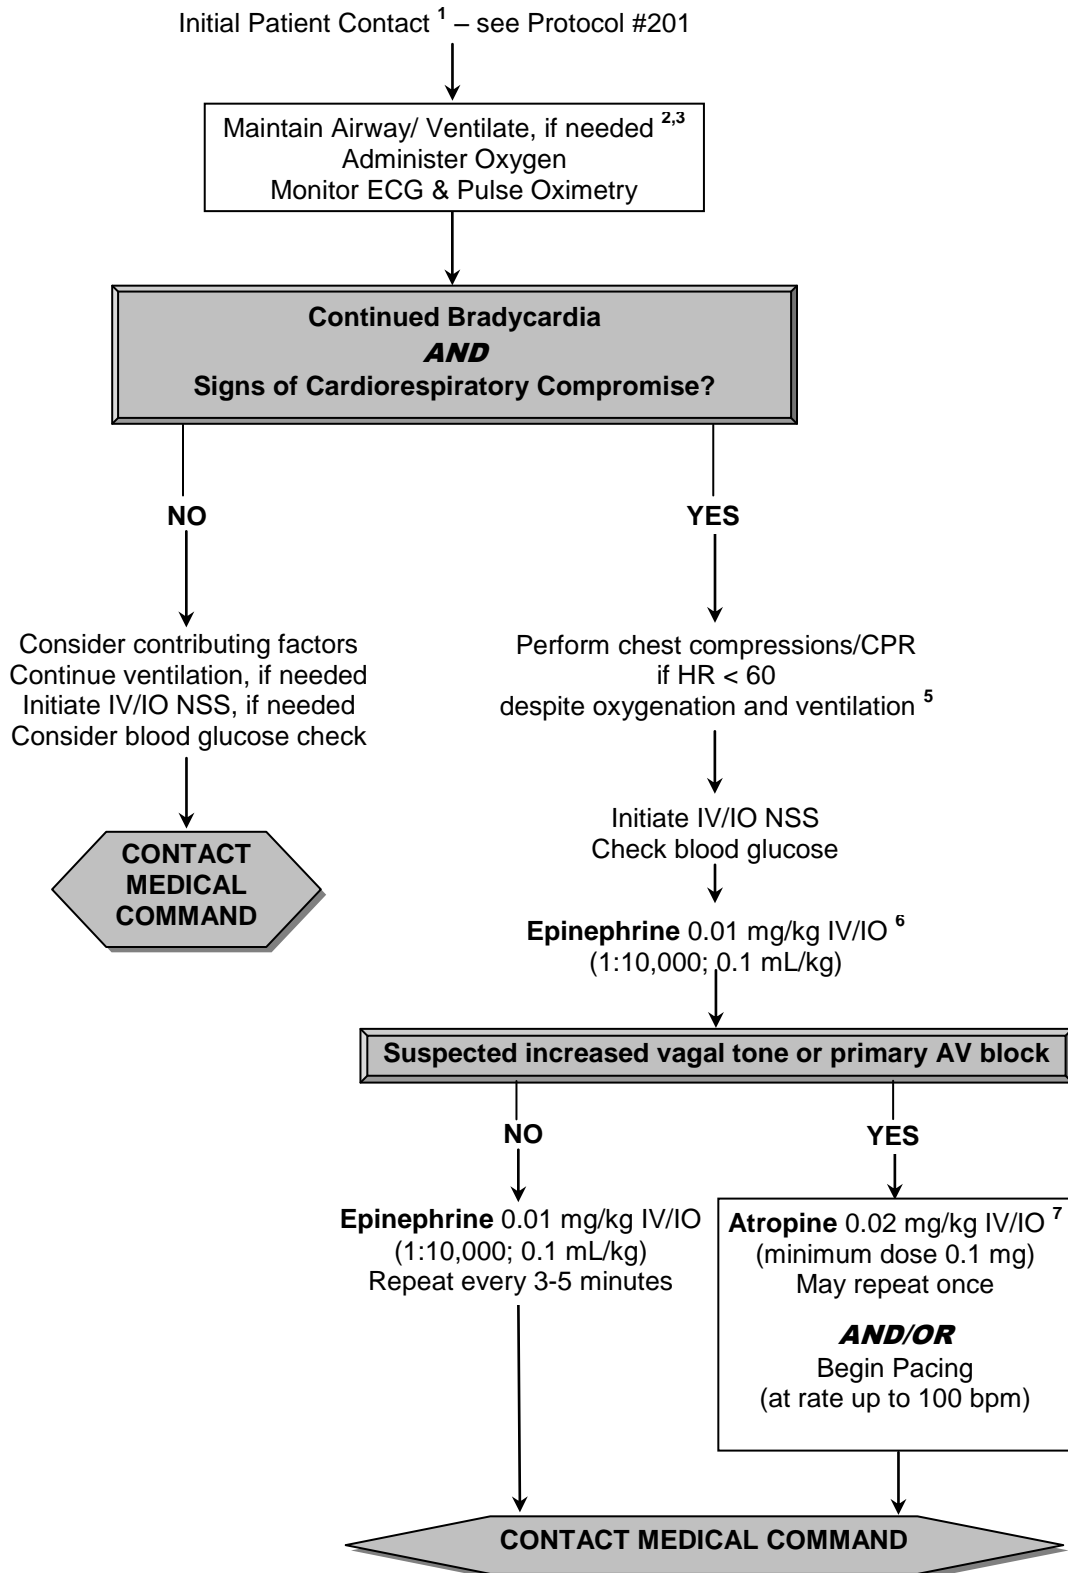 Initial Patient Contact 1 – see Protocol #201
Maintain Airway/ Ventilate, if needed 2,3
Administer Oxygen
Monitor ECG & Pulse Oximetry
Continued Bradycardia
AND
Signs of Cardiorespiratory Compromise?
NO
Consider contributing factors
Continue ventilation, if needed
Initiate IV/IO NSS, if needed
Consider blood glucose check
CONTACT
MEDICAL
COMMAND
YES
Perform chest compressions/CPR
if HR < 60
despite oxygenation and ventilation 5
Initiate IV/IO NSS
Check blood glucose
Epinephrine 0.01 mg/kg IV/IO 6
(1:10,000; 0.1 mL/kg)
Suspected increased vagal tone or primary AV block
NO
Epinephrine 0.01 mg/kg IV/IO
(1:10,000; 0.1 mL/kg)
Repeat every 3-5 minutes
YES
Atropine 0.02 mg/kg IV/IO 7
(minimum dose 0.1 mg)
May repeat once
AND/OR
Begin Pacing
(at rate up to 100 bpm)
CONTACT MEDICAL COMMAND